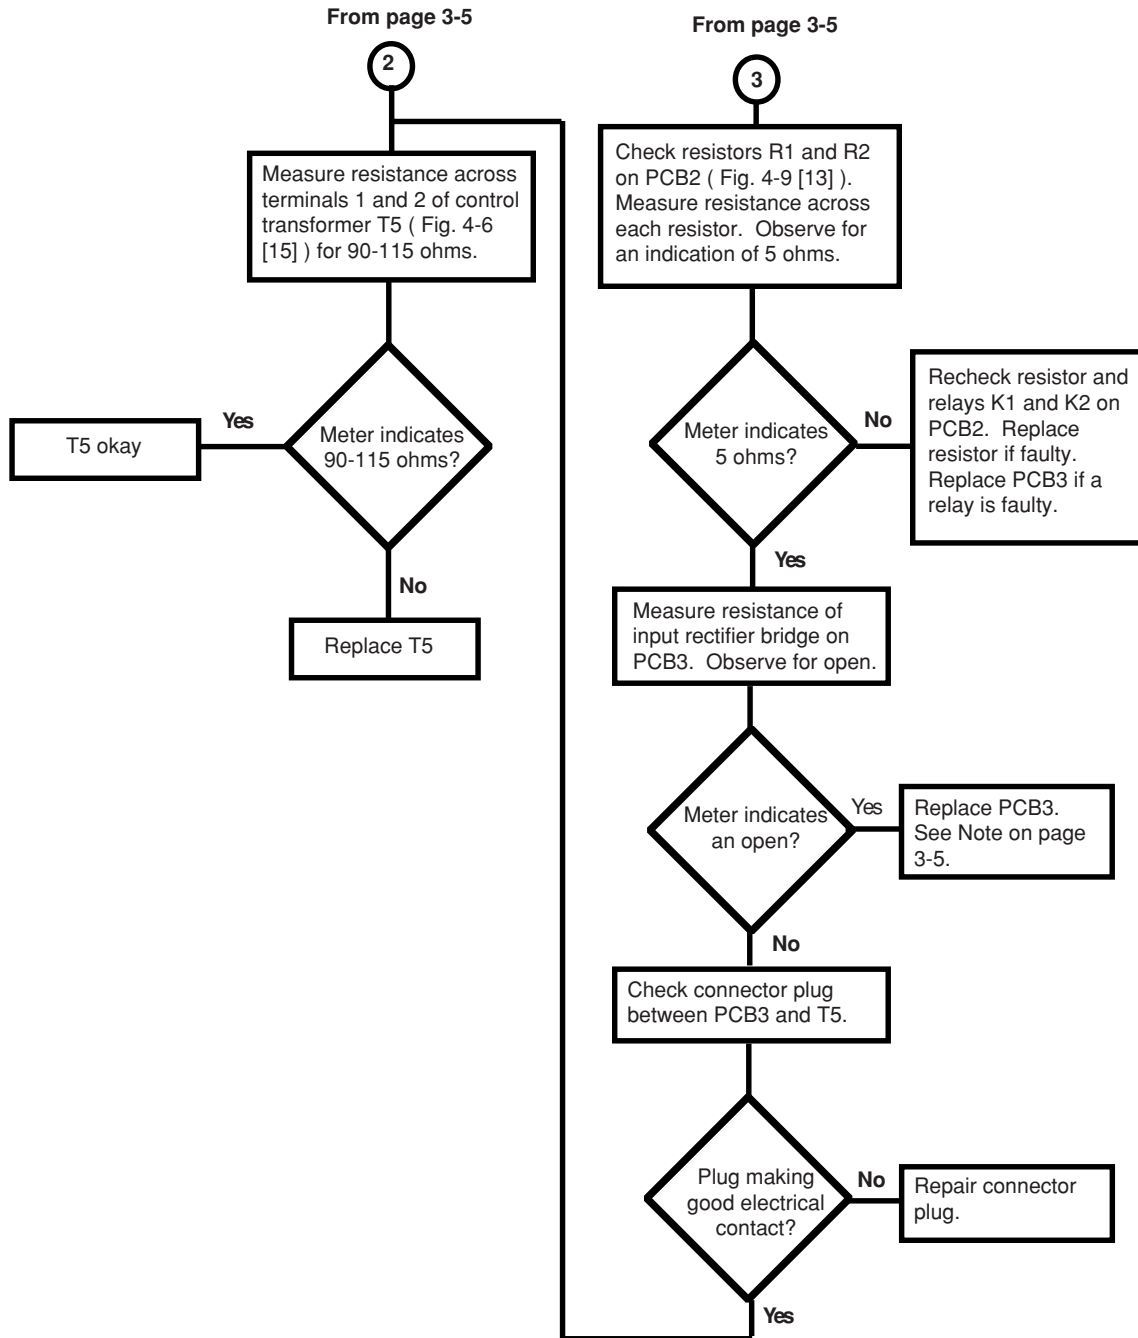 From page 3-5
2
Measure resistance across
terminals 1 and 2 of control
transformer T5 ( Fig. 4-6
[15] ) for 90-115 ohms.
Meter indicates
90-115 ohms?
Yes
T5 okay
No
Replace T5
From page 3-5
3
Check resistors R1 and R2
on PCB2 ( Fig. 4-9 [13] ).
Measure resistance across
each resistor.  Observe for
an indication of 5 ohms.
Meter indicates
5 ohms?
No
Recheck resistor and
relays K1 and K2 on
PCB2.  Replace
resistor if faulty.
Replace PCB3 if a
relay is faulty.
Yes
Measure resistance of
input rectifier bridge on
PCB3.  Observe for open.
Meter indicates
an open?
Yes
Replace PCB3.
See Note on page
3-5.
No
Check connector plug
between PCB3 and T5.
Plug making
good electrical
contact?
No
Repair connector
plug.
Yes